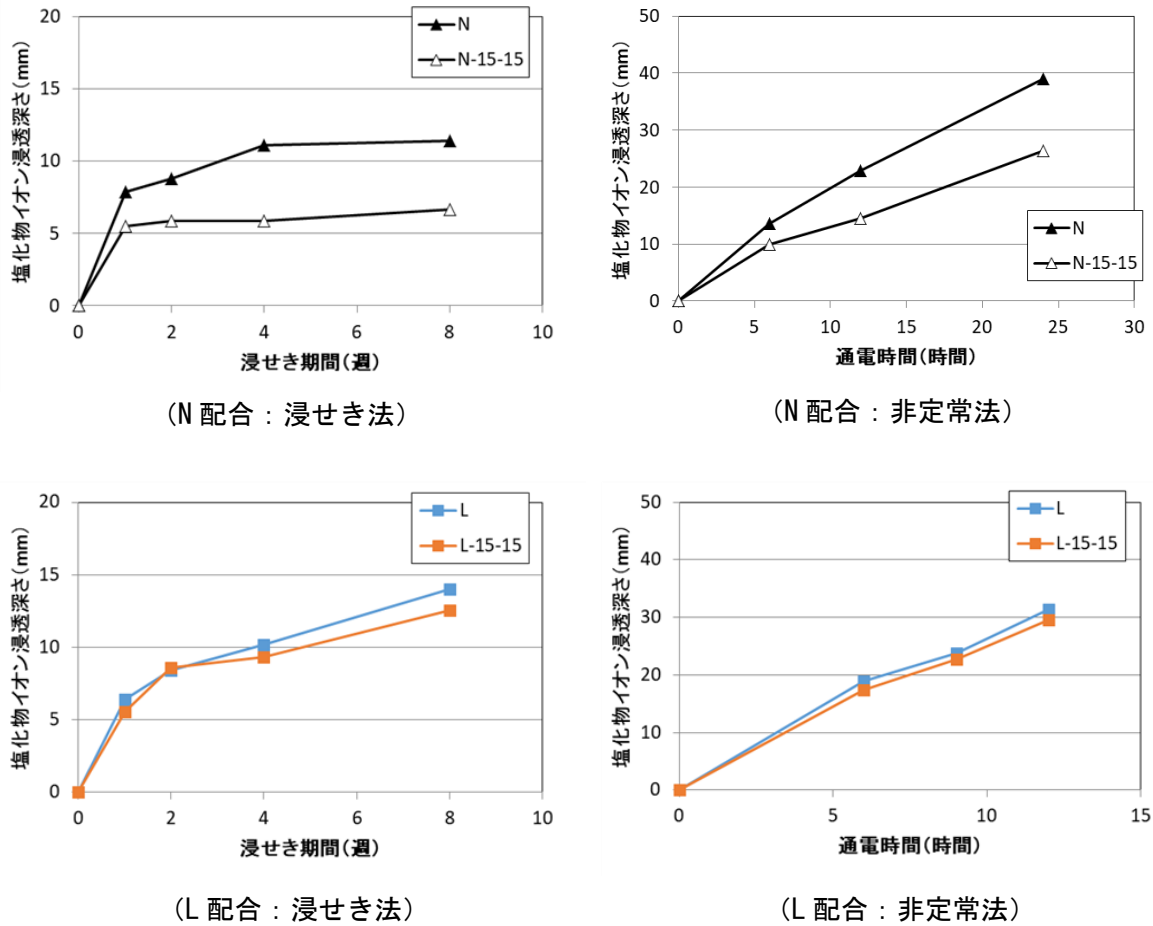 塩化物イオン浸透深さ(mm)
20
15
10
5
0
N
N-15-15
0 2 4 6 8 10
浸せき期間(週)
(N配合：浸せき法)
塩化物イオン浸透深さ(mm)
50
40
30
20
10
0
N
N-15-15
0 5 10 15 20 25 30
通電時間(時間)
(N配合：非定常法)
塩化物イオン浸透深さ(mm)
20
15
10
5
0
L
L-15-15
0 2 4 6 8 10
浸せき期間(週)
(L配合：浸せき法)
塩化物イオン浸透深さ(mm)
50
40
30
20
10
0
L
L-15-15
0 5 10 15
通電時間(時間)
(L配合：非定常法)